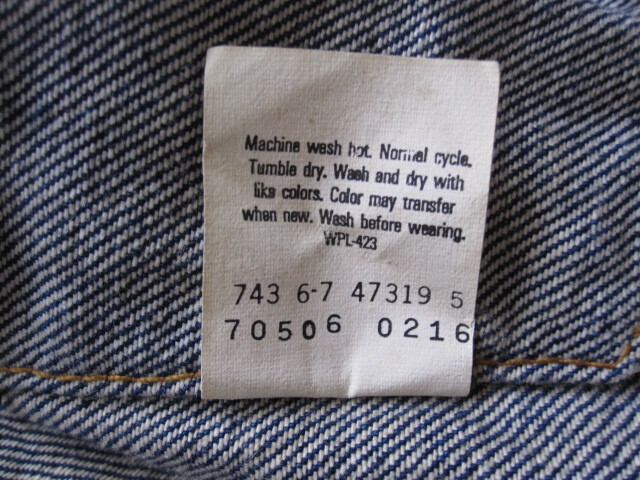 Machine wash hot. Normal cycle.
Tumble dry. Wash and dry with
like colors. Color may transfer
when new. Wash before wearing.
WPL-423
743 6-7 47319 5
70506 0216